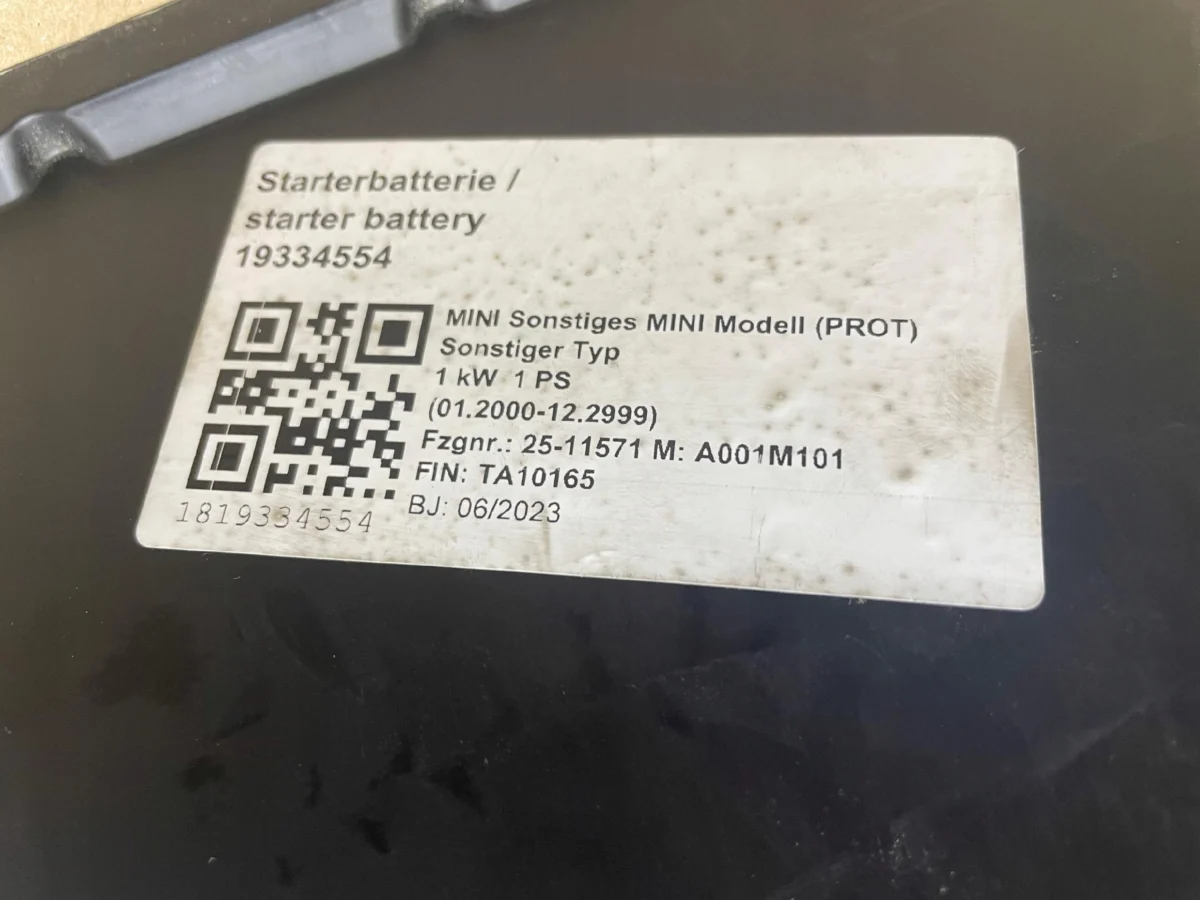 Starterbatterie /
starter battery
19334554
MINI Sonstiges MINI Modell (PROT)
Sonstiger Typ
1 kW 1 PS
(01.2000-12.2999)
Fzgnr.: 25-11571 M: A001M101
FIN: TA10165
BJ: 06/2023
1819334554